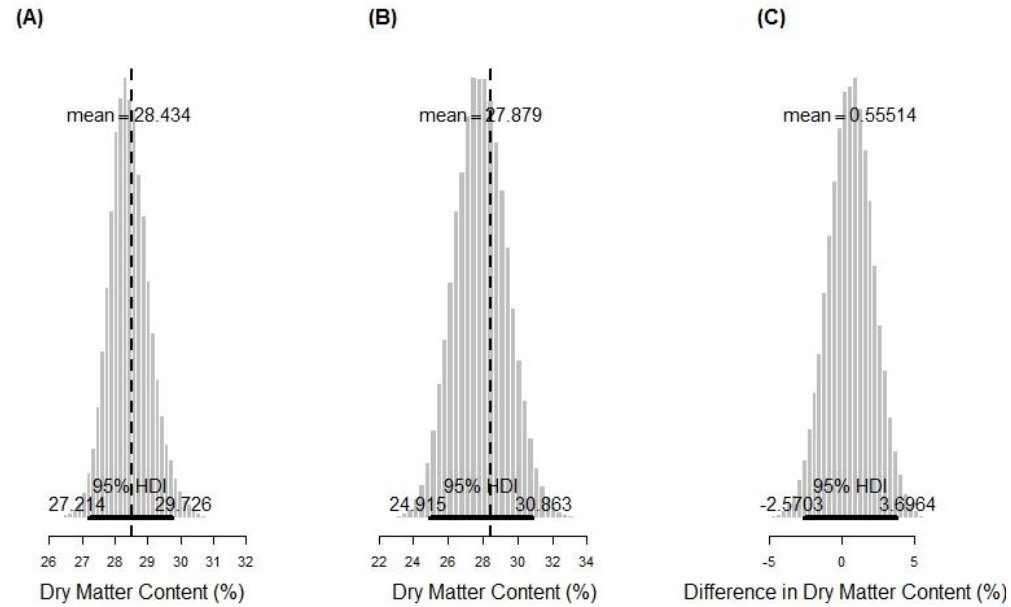 (A)
(B)
(C)
mean = 28.434
mean = 27.879
mean = 0.55514
95% HDI
95% HDI
95% HDI
27.214 29.726
24.915 30.863
-2.5703 3.6964
26 27 28 29 30 31 32
22 24 26 28 30 32 34
-5 0 5
Dry Matter Content (%)
Dry Matter Content (%)
Difference in Dry Matter Content (%)